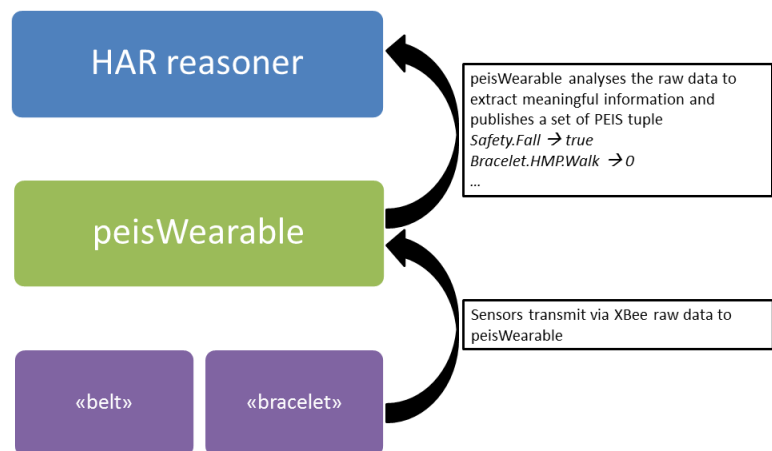 HAR reasoner
peisWearable analyses the raw data to
extract meaningful information and
publishes a set of PEIS tuple
Safety.Fall → true
Bracelet.HMP.Walk → 0
...
peisWearable
Sensors transmit via XBee raw data to
peisWearable
«belt»
«bracelet»